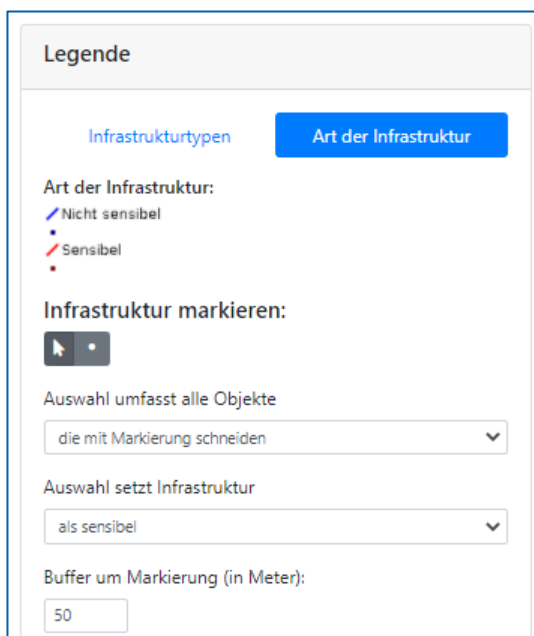 Legende
Infrastrukturtypen Art der Infrastruktur
Art der Infrastruktur:
Nicht sensibel
Sensibel
Infrastruktur markieren:
Auswahl umfasst alle Objekte
die mit Markierung schneiden
Auswahl setzt Infrastruktur
als sensibel
Buffer um Markierung (in Meter):
50